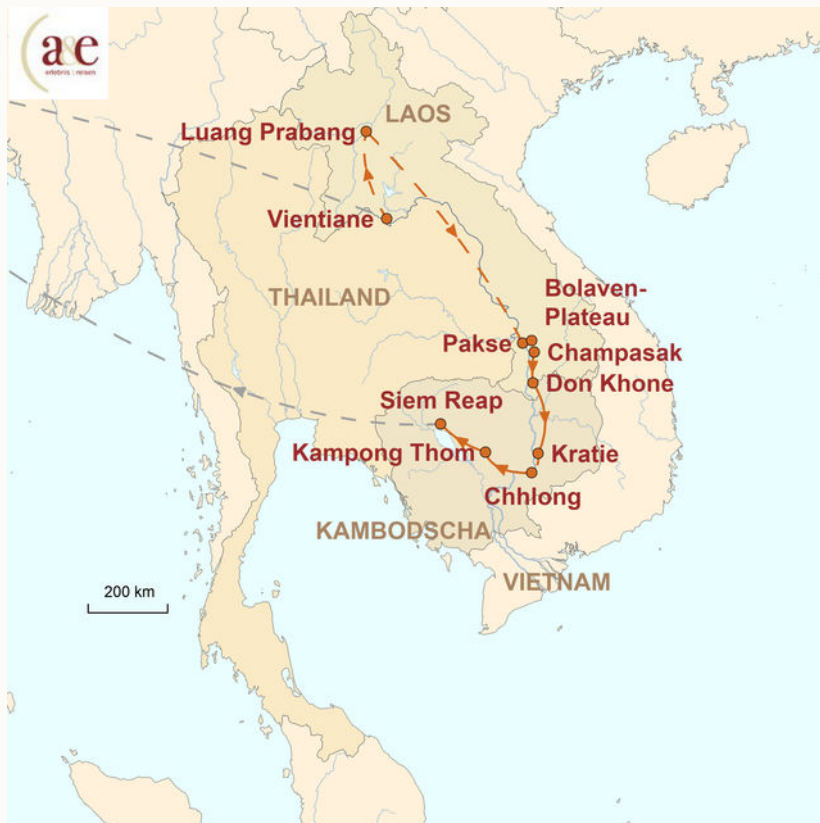 a&e
erlebnis reisen
LAOS
Luang Prabang
Vientiane
THAILAND
Bolaven-
Plateau
Pakse
Champasak
Don Khone
Siem Reap
Kampong Thom
Kratie
Chhlong
KAMBODSCHA
VIETNAM
200 km